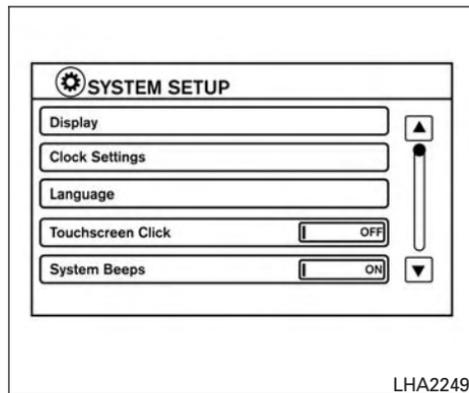 SYSTEM SETUP
Display
Clock Settings
Language
Touchscreen Click OFF
System Beeps ON
LHA2249